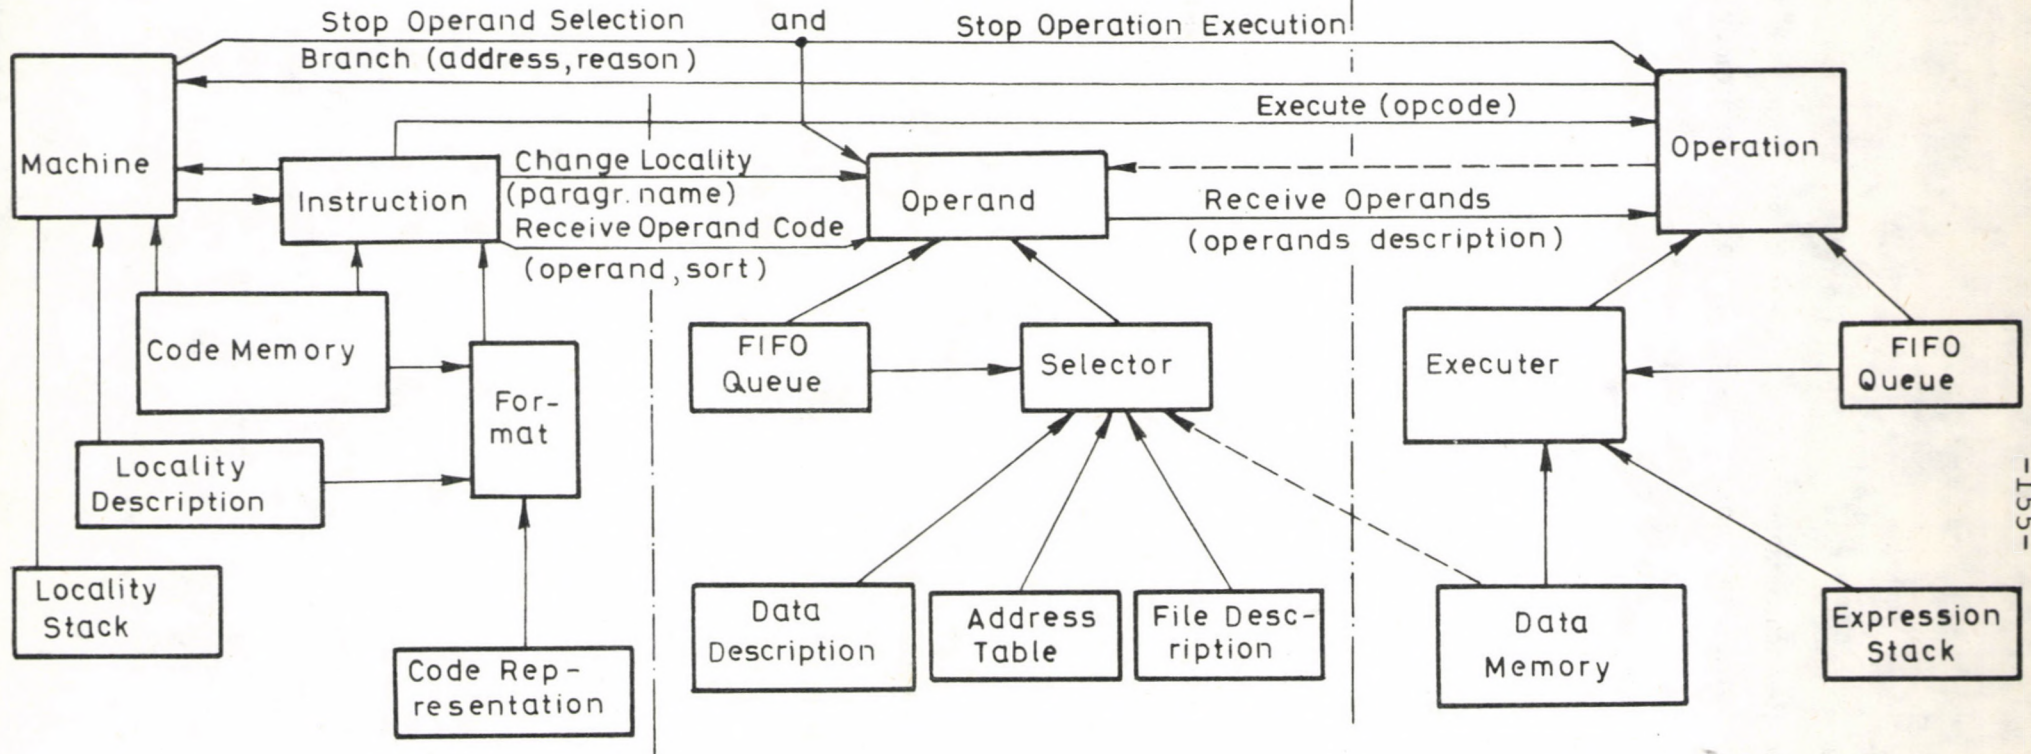 Stop Operand Selection and Stop Operation Execution
Branch (address, reason)
Execute (opcode)
Machine
Instruction
Change Locality
(paragr. name)
Receive Operand Code
(operand, sort)
Operand
Receive Operands
(operands description)
Operation
Code Memory
For-
mat
FIFO
Queue
Selector
Executer
FIFO
Queue
Locality
Description
Locality
Stack
Code Rep-
resentation
Data
Description
Address
Table
File Desc-
ription
Data
Memory
Expression
Stack
-155-